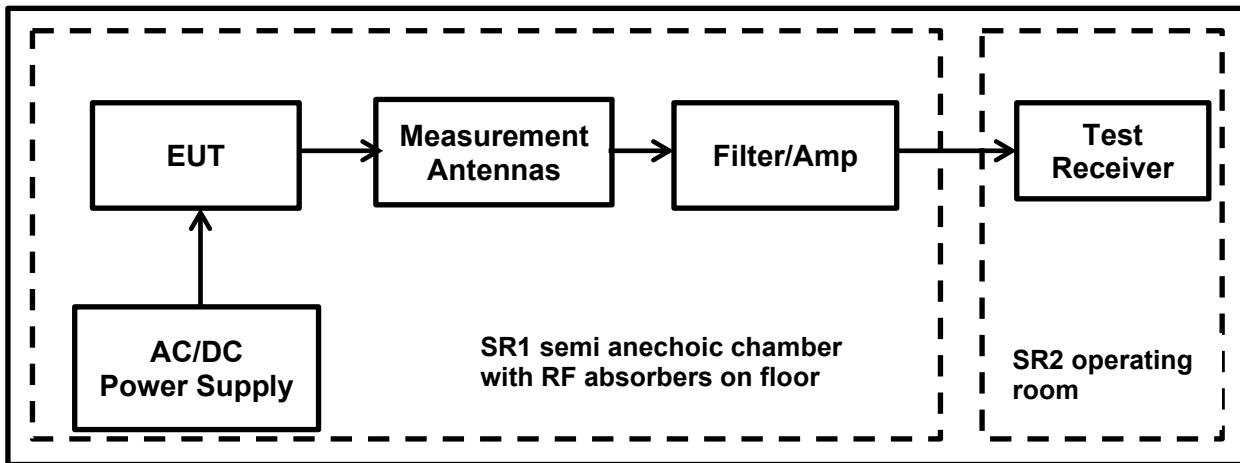 EUT
Measurement
Antennas
Filter/Amp
Test
Receiver
AC/DC
Power Supply
SR1 semi anechoic chamber
with RF absorbers on floor
SR2 operating
room